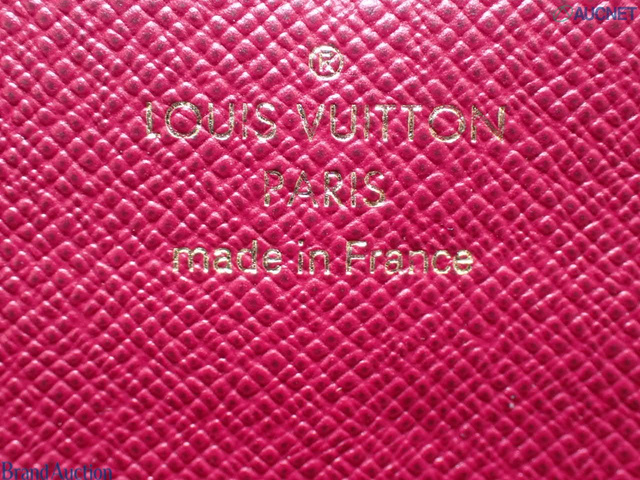 AUCNET
®
LOUIS VUITTON
PARIS
made in France
Brand Auction